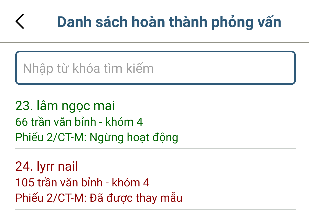 Danh sách hoàn thành phỏng vấn
Nhập từ khóa tìm kiếm
23. lâm ngọc mai
66 trần văn bính - khóm 4
Phiếu 2/CT-M: Ngừng hoạt động
24. lyrr nail
105 trần văn bỉnh - khóm 4
Phiếu 2/CT-M: Đã được thay mẫu